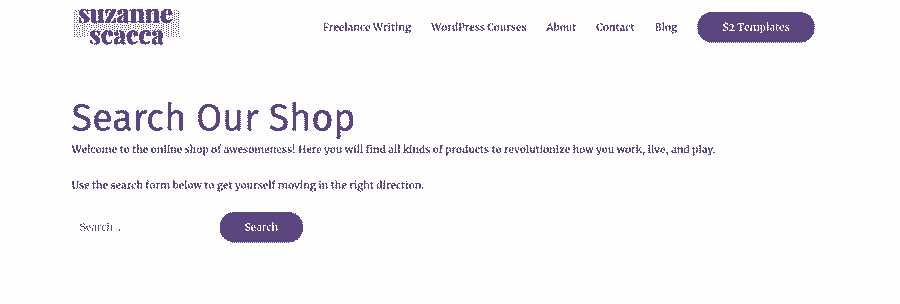 suzanne
scacca
Freelance Writing WordPress Courses About Contact Blog $2 Templates
Search Our Shop
Welcome to the online shop of awesomeness! Here you will find all kinds of products to revolutionize how you work, live, and play.
Use the search form below to get yourself moving in the right direction.
Search … Search